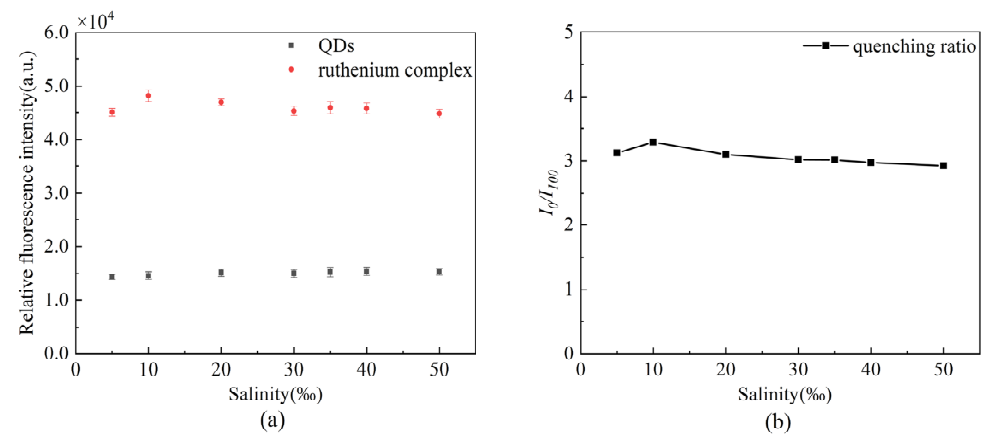 ×10⁴
6.0
5.0
4.0
3.0
2.0
1.0
0.0
Relative fluorescence intensity(a.u.)
QDs
ruthenium complex
0 10 20 30 40 50
Salinity(‰)
(a)
5
4
3
2
1
0
I₀/I₁₀₀
quenching ratio
0 10 20 30 40 50
Salinity(‰)
(b)